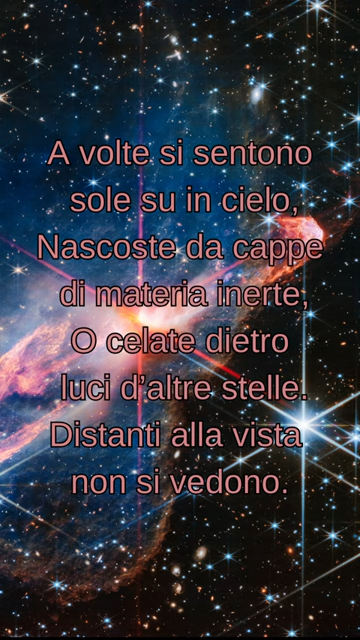 A volte si sentono
sole su in cielo,
Nascoste da cappe
di materia inerte,
O celate dietro
luci d'altre stelle.
Distanti alla vista
non si vedono.